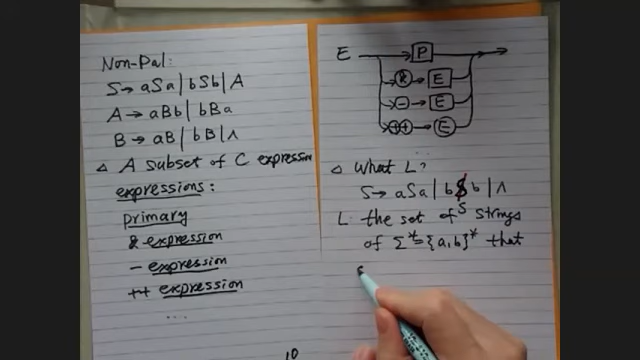 Non-Pal:
S→ aSa | bSb | A
A→ aBb | bBa
B→ aB | bB | Λ
△ A subset of C expression
expressions:
primary
& expression
- expression
++ expression
...
10
E P
& E
- E
++ E
△ What L?
S→ aSa | b b | Λ
S
L: the set of strings
of Σ*={a,b}* that